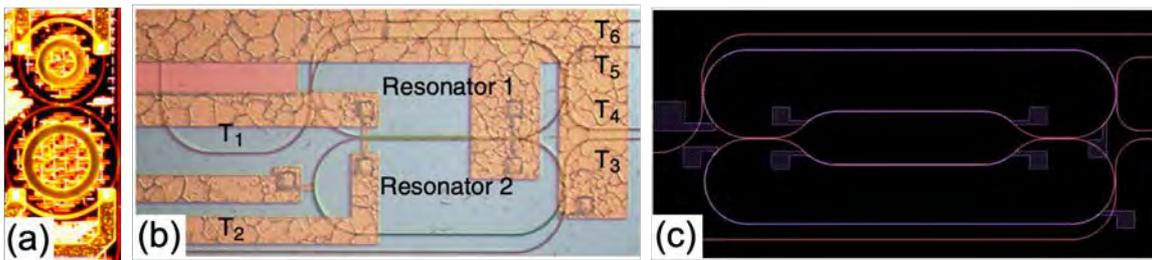 (a)
(b)
T1
Resonator 1
Resonator 2
T2
T6
T5
T4
T3
(c)